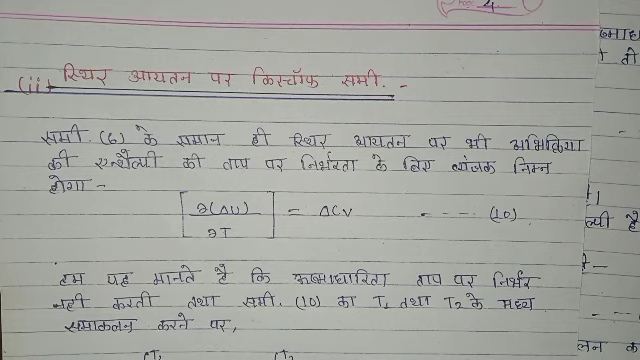 4
(ii) स्थिर आयतन पर किरचॉफ समी. -
समी. (6) के समान ही स्थिर आयतन पर भी अभिक्रिया
की एन्थैल्पी की ताप पर निर्भरता के लिए व्यंजक निम्न
होगा -
[∂(ΔU)/∂T] = ΔCV - - - - (10)
हम यह मानते है कि ऊष्माधारिता ताप पर निर्भर
नही करती तथा समी. (10) का T₁ तथा T₂ के मध्य
समाकलन करने पर,